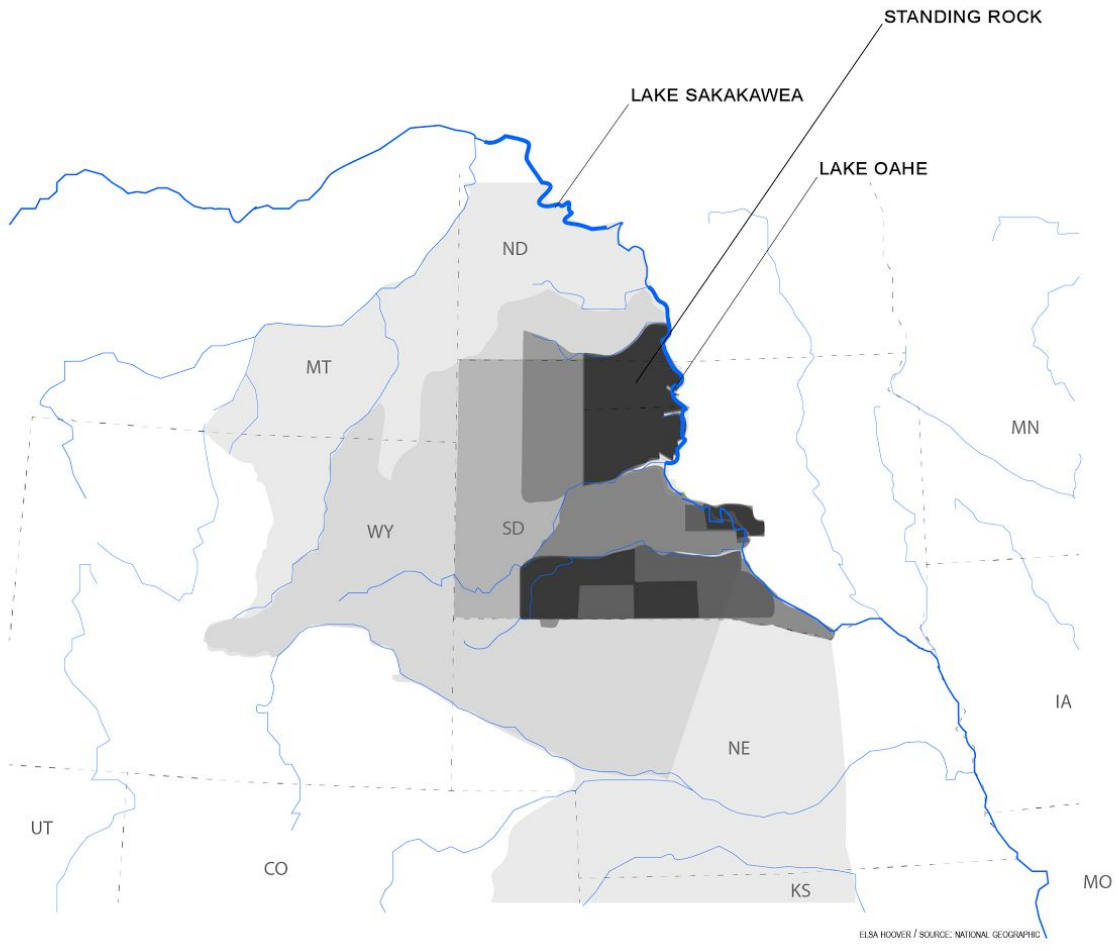 STANDING ROCK
LAKE SAKAKAWEA
LAKE OAHE
ND
MT
MN
WY
SD
IA
NE
UT
CO
KS
MO
ELSA HOOVER / SOURCE: NATIONAL GEOGRAPHIC